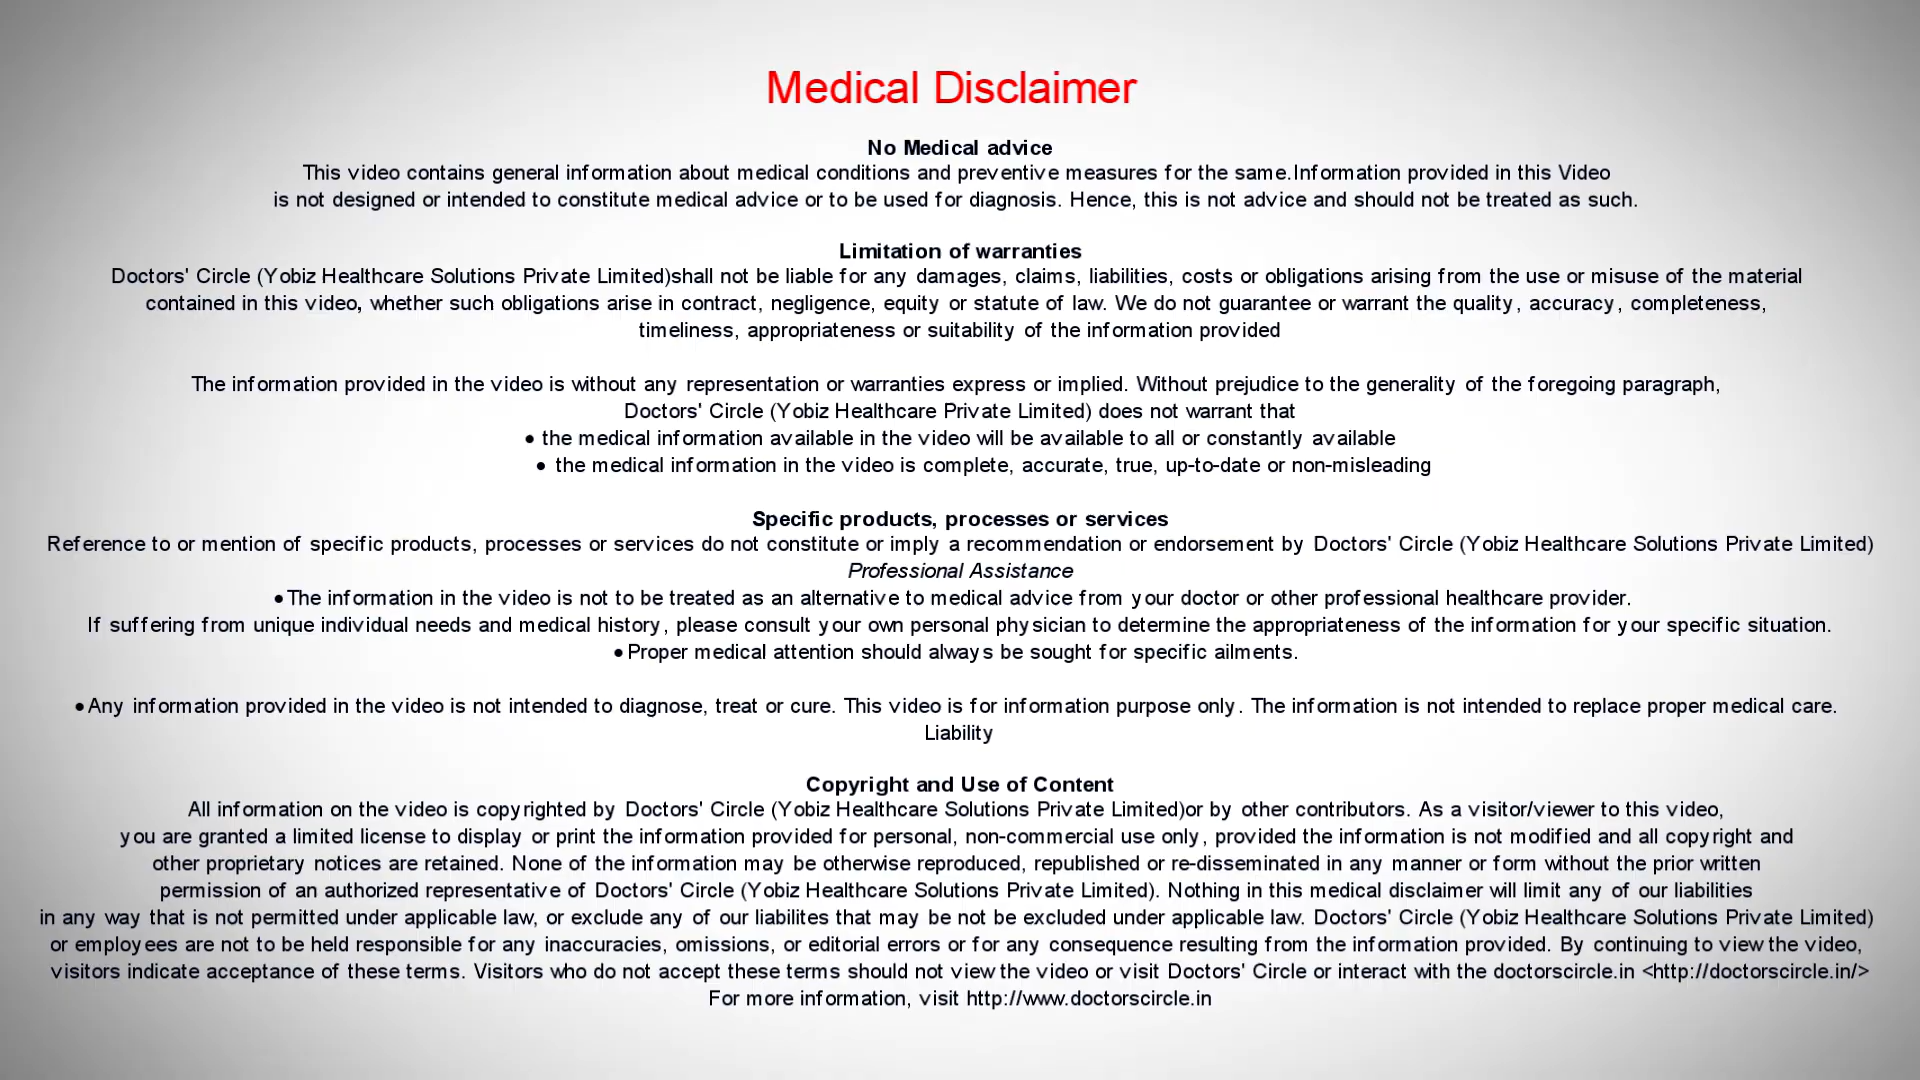 Medical Disclaimer
No Medical advice
This video contains general information about medical conditions and preventive measures for the same.Information provided in this Video
is not designed or intended to constitute medical advice or to be used for diagnosis. Hence, this is not advice and should not be treated as such.
Limitation of warranties
Doctors' Circle (Yobiz Healthcare Solutions Private Limited)shall not be liable for any damages, claims, liabilities, costs or obligations arising from the use or misuse of the material
contained in this video, whether such obligations arise in contract, negligence, equity or statute of law. We do not guarantee or warrant the quality, accuracy, completeness,
timeliness, appropriateness or suitability of the information provided
The information provided in the video is without any representation or warranties express or implied. Without prejudice to the generality of the foregoing paragraph,
Doctors' Circle (Yobiz Healthcare Private Limited) does not warrant that
• the medical information available in the video will be available to all or constantly available
• the medical information in the video is complete, accurate, true, up-to-date or non-misleading
Specific products, processes or services
Reference to or mention of specific products, processes or services do not constitute or imply a recommendation or endorsement by Doctors' Circle (Yobiz Healthcare Solutions Private Limited)
Professional Assistance
•The information in the video is not to be treated as an alternative to medical advice from your doctor or other professional healthcare provider.
If suffering from unique individual needs and medical history, please consult your own personal physician to determine the appropriateness of the information for your specific situation.
•Proper medical attention should always be sought for specific ailments.
•Any information provided in the video is not intended to diagnose, treat or cure. This video is for information purpose only. The information is not intended to replace proper medical care.
Liability
Copyright and Use of Content
All information on the video is copyrighted by Doctors' Circle (Yobiz Healthcare Solutions Private Limited)or by other contributors. As a visitor/viewer to this video,
you are granted a limited license to display or print the information provided for personal, non-commercial use only, provided the information is not modified and all copyright and
other proprietary notices are retained. None of the information may be otherwise reproduced, republished or re-disseminated in any manner or form without the prior written
permission of an authorized representative of Doctors' Circle (Yobiz Healthcare Solutions Private Limited). Nothing in this medical disclaimer will limit any of our liabilities
in any way that is not permitted under applicable law, or exclude any of our liabilites that may be not be excluded under applicable law. Doctors' Circle (Yobiz Healthcare Solutions Private Limited)
or employees are not to be held responsible for any inaccuracies, omissions, or editorial errors or for any consequence resulting from the information provided. By continuing to view the video,
visitors indicate acceptance of these terms. Visitors who do not accept these terms should not view the video or visit Doctors' Circle or interact with the doctorscircle.in <http://doctorscircle.in/>
For more information, visit http://www.doctorscircle.in